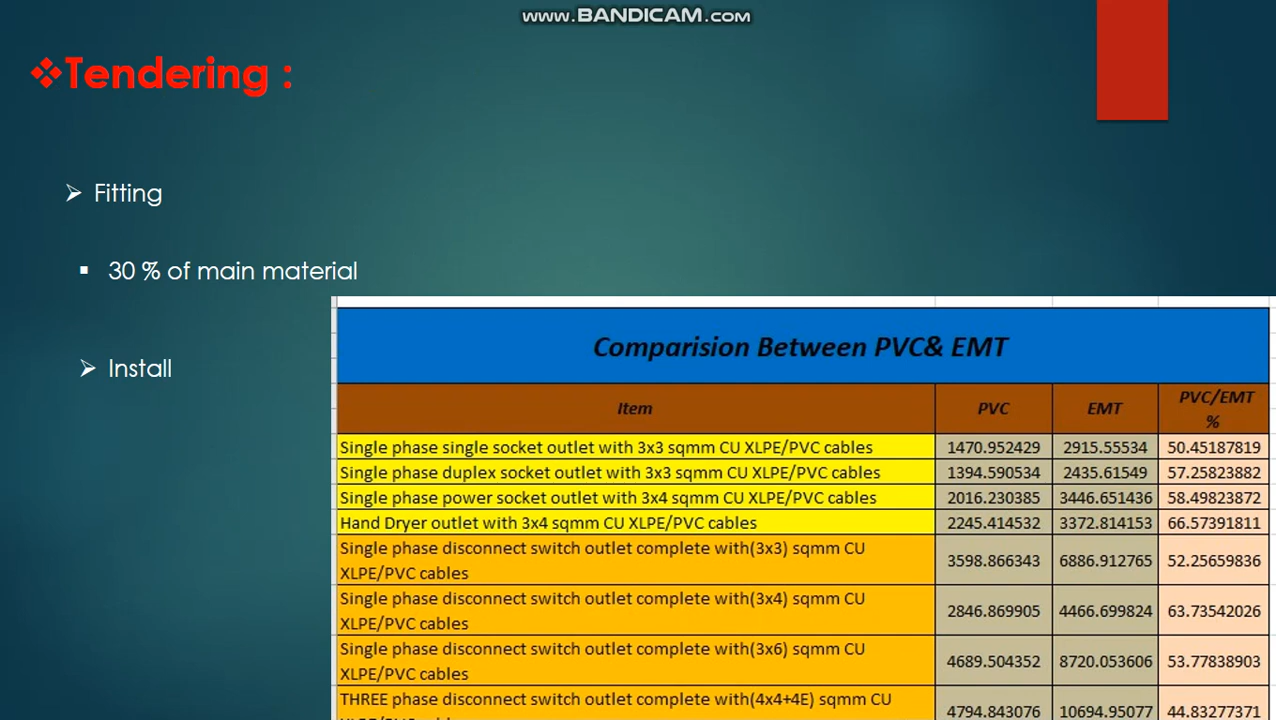 www.BANDICAM.com
❖Tendering :
➢ Fitting
▪ 30 % of main material
➢ Install
Comparision Between PVC& EMT
Item PVC EMT PVC/EMT %
Single phase single socket outlet with 3x3 sqmm CU XLPE/PVC cables 1470.952429 2915.55534 50.45187819
Single phase duplex socket outlet with 3x3 sqmm CU XLPE/PVC cables 1394.590534 2435.61549 57.25823882
Single phase power socket outlet with 3x4 sqmm CU XLPE/PVC cables 2016.230385 3446.651436 58.49823872
Hand Dryer outlet with 3x4 sqmm CU XLPE/PVC cables 2245.414532 3372.814153 66.57391811
Single phase disconnect switch outlet complete with(3x3) sqmm CU
XLPE/PVC cables 3598.866343 6886.912765 52.25659836
Single phase disconnect switch outlet complete with(3x4) sqmm CU
XLPE/PVC cables 2846.869905 4466.699824 63.73542026
Single phase disconnect switch outlet complete with(3x6) sqmm CU
XLPE/PVC cables 4689.504352 8720.053606 53.77838903
THREE phase disconnect switch outlet complete with(4x4+4E) sqmm CU 4794.843076 10694.95077 44.83277371